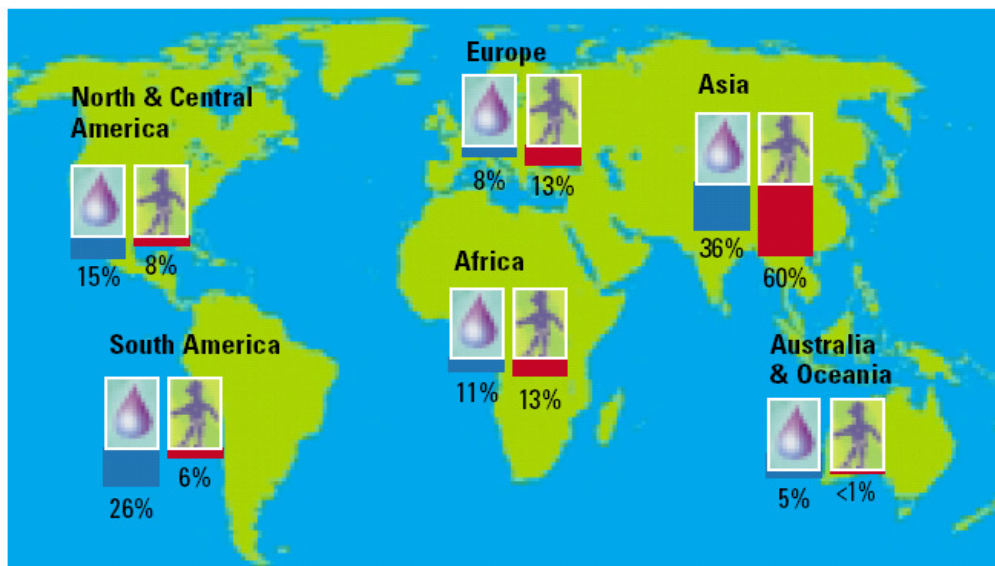 Europe
8%
13%
Asia
36%
60%
North & Central
America
15%
8%
Africa
11%
13%
South America
26%
6%
Australia
& Oceania
5%
<1%